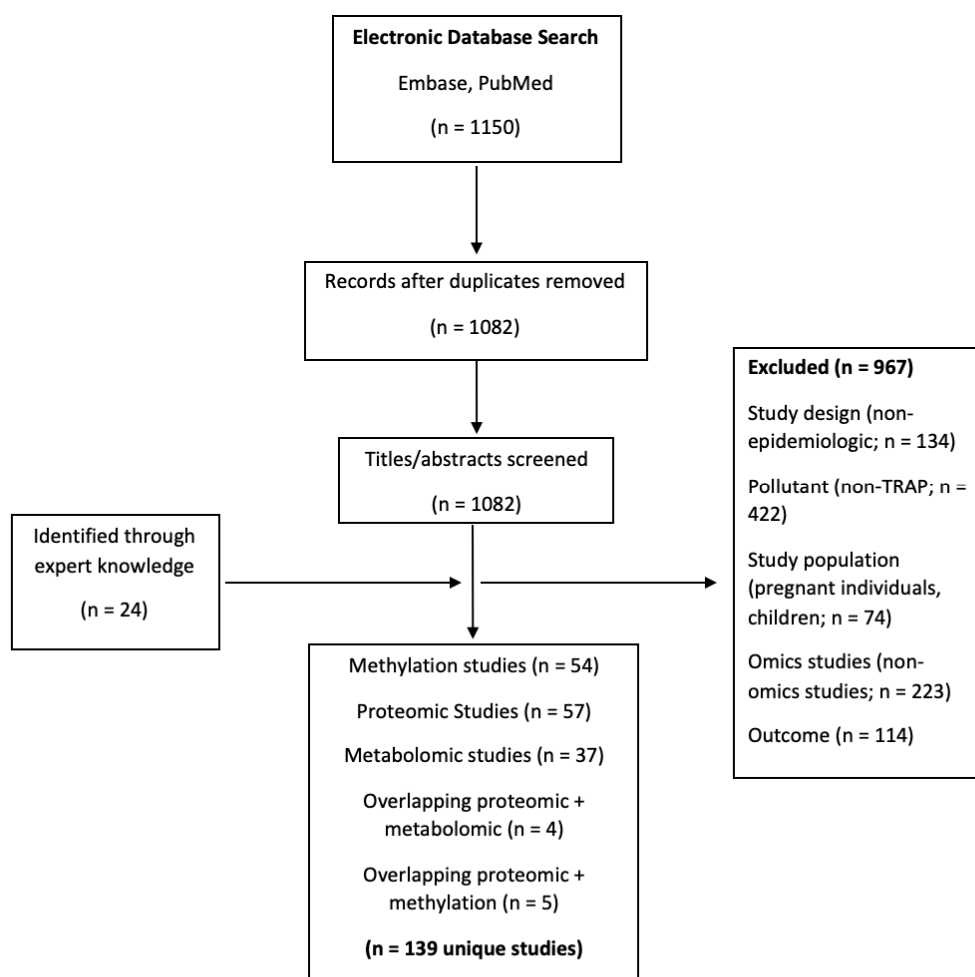 Electronic Database Search
Embase, PubMed
(n = 1150)
Records after duplicates removed
(n = 1082)
Titles/abstracts screened
(n = 1082)
Identified through
expert knowledge
(n = 24)
Excluded (n = 967)
Study design (non-
epidemiologic; n = 134)
Pollutant (non-TRAP; n =
422)
Study population
(pregnant individuals,
children; n = 74)
Omics studies (non-
omics studies; n = 223)
Outcome (n = 114)
Methylation studies (n = 54)
Proteomic Studies (n = 57)
Metabolomic studies (n = 37)
Overlapping proteomic +
metabolomic (n = 4)
Overlapping proteomic +
methylation (n = 5)
(n = 139 unique studies)